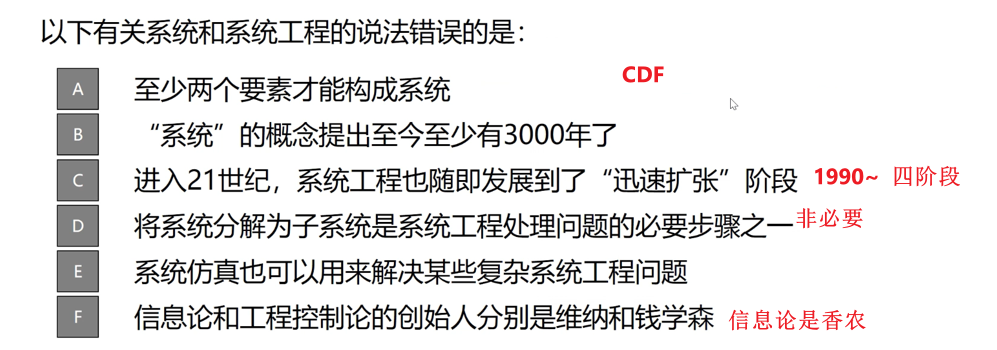 以下有关系统和系统工程的说法错误的是：
CDF
A 至少两个要素才能构成系统
B “系统”的概念提出至今至少有3000年了
C 进入21世纪，系统工程也随即发展到了“迅速扩张”阶段 1990~ 四阶段
D 将系统分解为子系统是系统工程处理问题的必要步骤之一 非必要
E 系统仿真也可以用来解决某些复杂系统工程问题
F 信息论和工程控制论的创始人分别是维纳和钱学森 信息论是香农